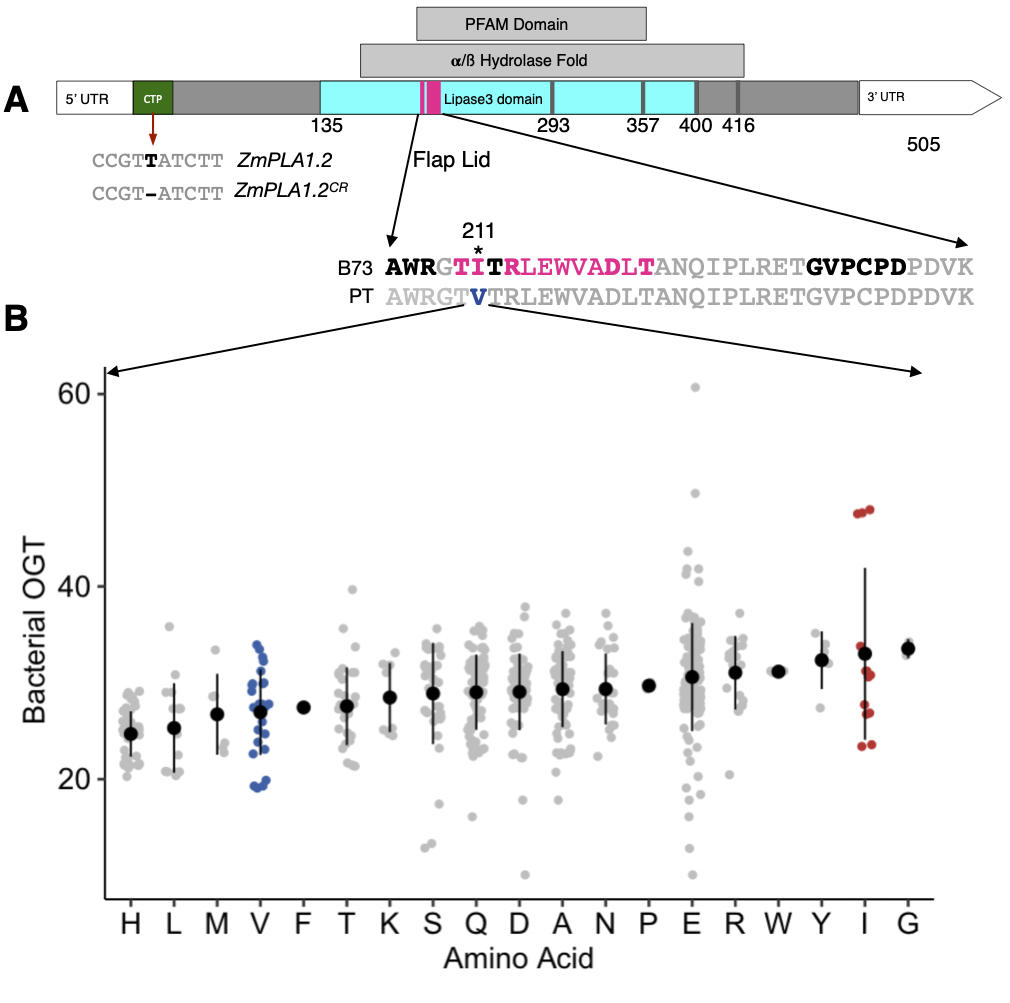 PFAM Domain
α/ß Hydrolase Fold
A
5' UTR
CTP
Lipase3 domain
3' UTR
135
293
357
400
416
505
CCGTTATCTT ZmPLA1.2
CCGT-ATCTT ZmPLA1.2CR
Flap Lid
211
*
B73 AWRGTITRLEWVADLTANQIPLRETGVPCPDPDVK
PT AWRGTVTRLEWVADLTANQIPLRETGVPCPDPDVK
B
60
40
20
Bacterial OGT
H L M V F T K S Q D A N P E R W Y I G
Amino Acid